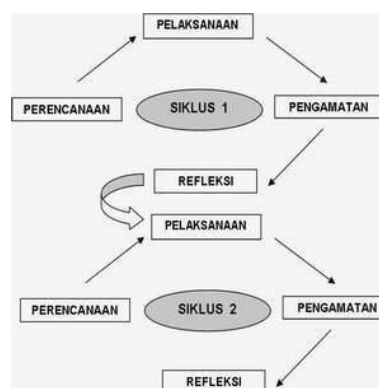 PELAKSANAAN
PERENCANAAN
SIKLUS 1
PENGAMATAN
REFLEKSI
PELAKSANAAN
PERENCANAAN
SIKLUS 2
PENGAMATAN
REFLEKSI